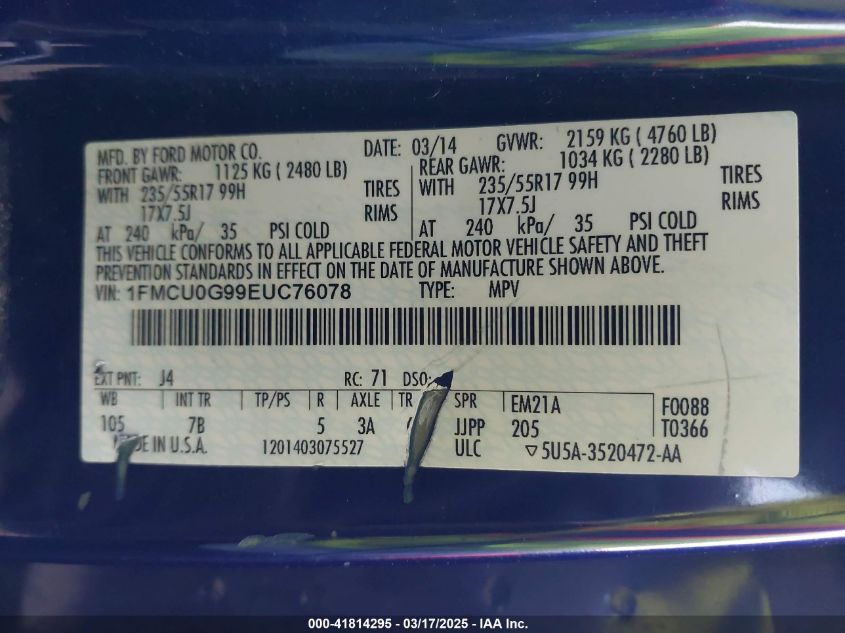 MFD. BY FORD MOTOR CO. DATE: 03/14 GVWR: 2159 KG ( 4760 LB)
FRONT GAWR: 1125 KG ( 2480 LB) REAR GAWR: 1034 KG ( 2280 LB)
WITH 235/55R17 99H TIRES WITH 235/55R17 99H TIRES
17X7.5J RIMS 17X7.5J RIMS
AT 240 kPa/ 35 PSI COLD AT 240 kPa/ 35 PSI COLD
THIS VEHICLE CONFORMS TO ALL APPLICABLE FEDERAL MOTOR VEHICLE SAFETY AND THEFT
PREVENTION STANDARDS IN EFFECT ON THE DATE OF MANUFACTURE SHOWN ABOVE.
VIN: 1FMCU0G99EUC76078 TYPE: MPV
EXT PNT: J4 RC: 71 DSO:
WB INT TR TP/PS R AXLE TR SPR EM21A F0088
105 7B 5 3A JJPP 205 T0366
IN U.S.A. 1201403075527 ULC ▽5U5A-3520472-AA
000-41814295 - 03/17/2025 - IAA Inc.